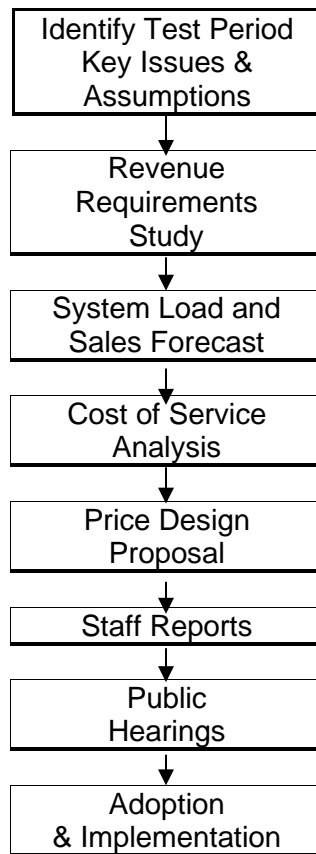 Identify Test Period
Key Issues &
Assumptions
Revenue
Requirements
Study
System Load and
Sales Forecast
Cost of Service
Analysis
Price Design
Proposal
Staff Reports
Public
Hearings
Adoption
& Implementation